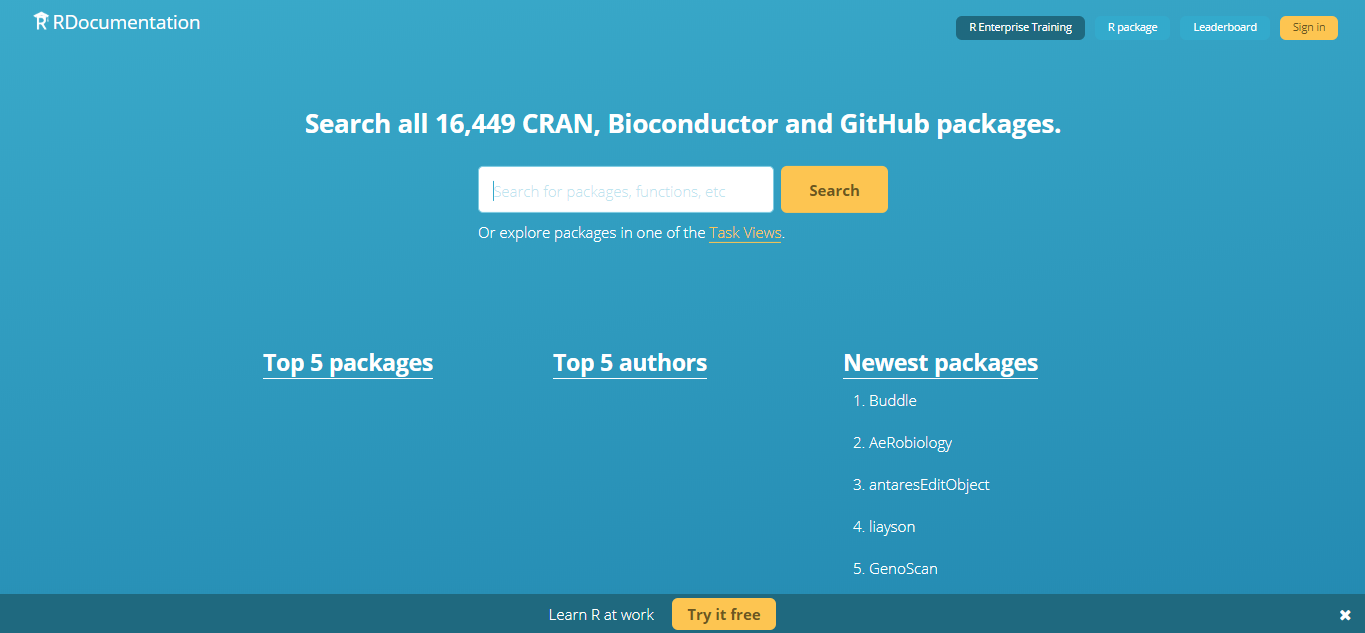 RDocumentation
R Enterprise Training
R package
Leaderboard
Sign in
Search all 16,449 CRAN, Bioconductor and GitHub packages.
Search for packages, functions, etc
Search
Or explore packages in one of the Task Views.
Top 5 packages
Top 5 authors
Newest packages
1. Buddle
2. AeRobiology
3. antaresEditObject
4. liayson
5. GenoScan
Learn R at work
Try it free